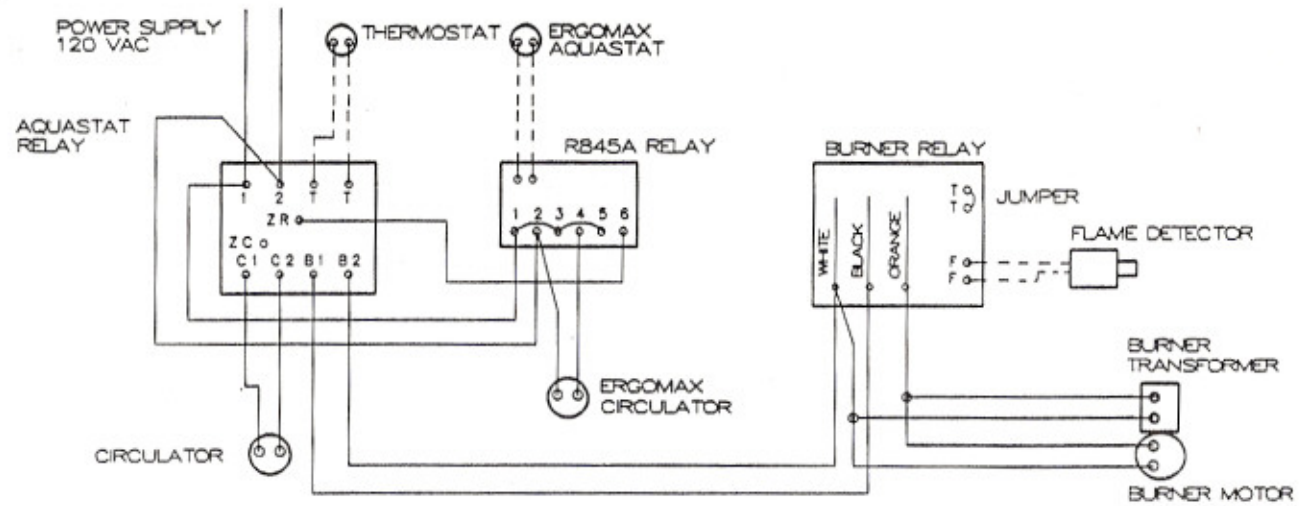 POWER SUPPLY
120 VAC
THERMOSTAT
ERGOMAX
AQUASTAT
AQUASTAT
RELAY
R845A RELAY
BURNER RELAY
1 2 T T
ZR
ZC
C1 C2 B1 B2
1 2 3 4 5 6
WHITE
BLACK
ORANGE
T
T
JUMPER
F
F
FLAME DETECTOR
ERGOMAX
CIRCULATOR
CIRCULATOR
BURNER
TRANSFORMER
BURNER MOTOR